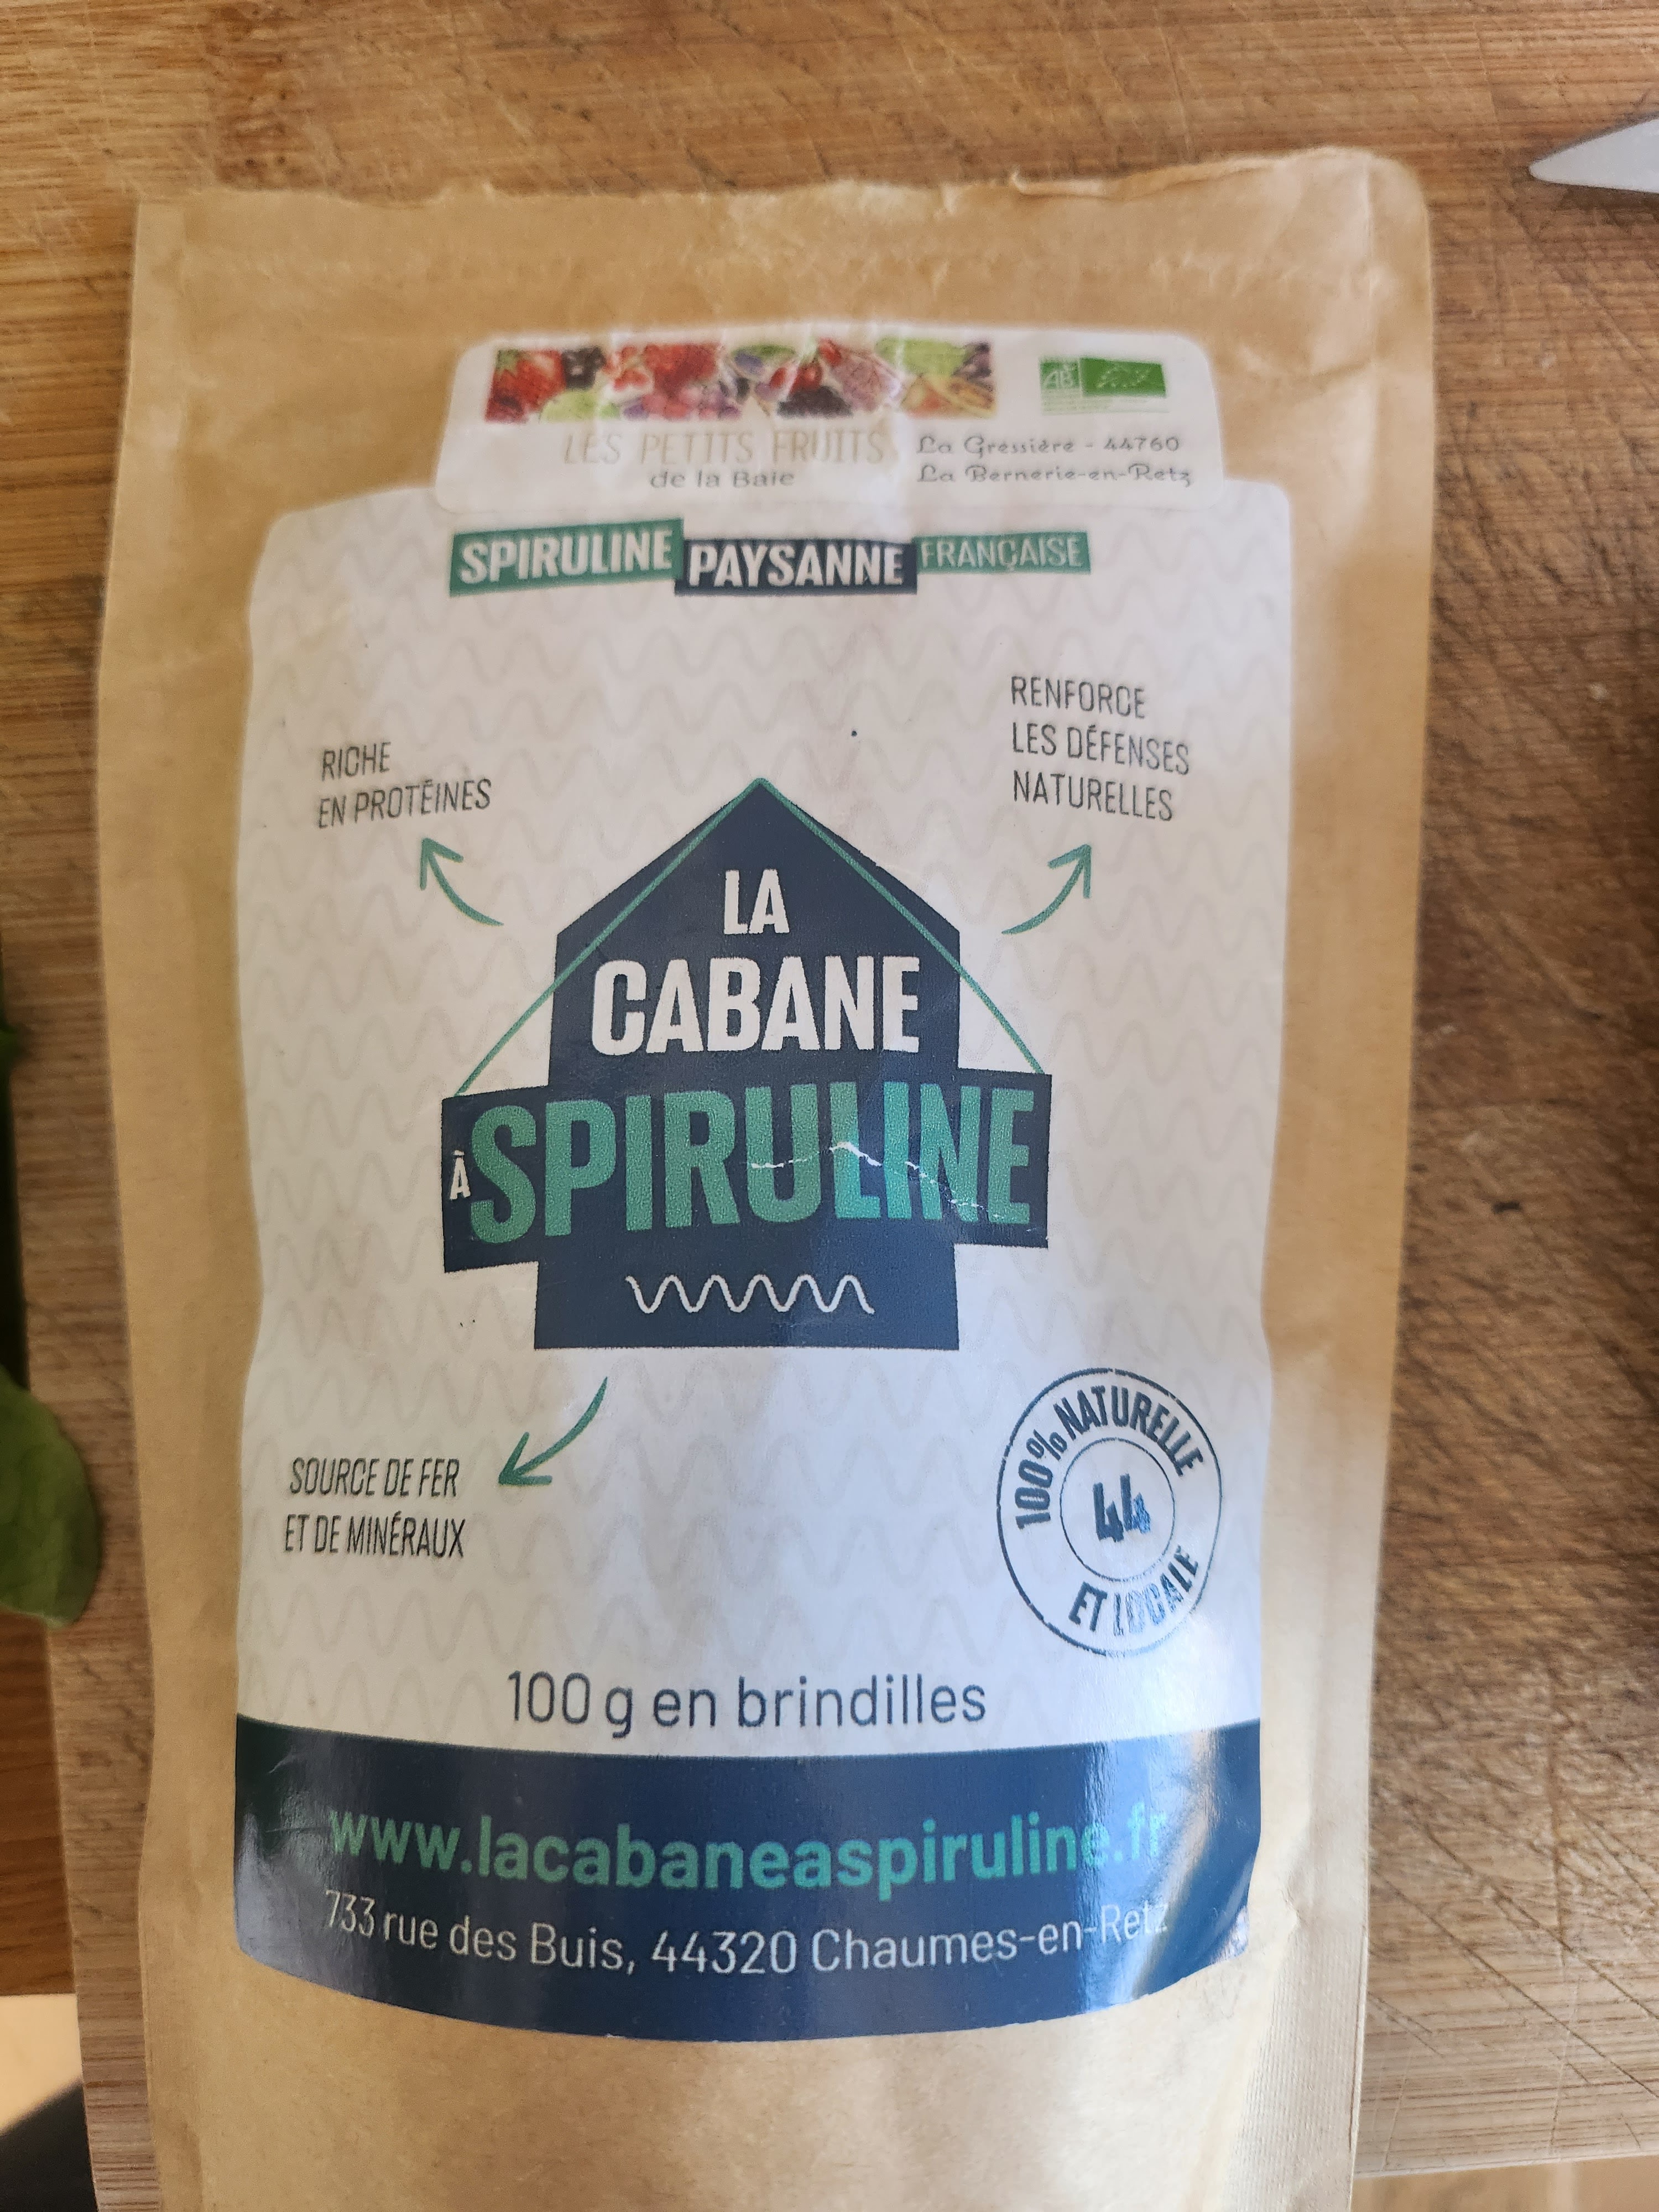 LES PETITS FRUITS
de la Baie
La Gressière - 44760
La Bernerie-en-Retz
AB
SPIRULINE PAYSANNE FRANÇAISE
RICHE
EN PROTÉINES
RENFORCE
LES DÉFENSES
NATURELLES
LA
CABANE
À SPIRULINE
SOURCE DE FER
ET DE MINÉRAUX
100% NATURELLE
44
ET LOCALE
100 g en brindilles
www.lacabaneaspiruline.fr
733 rue des Buis, 44320 Chaumes-en-Retz